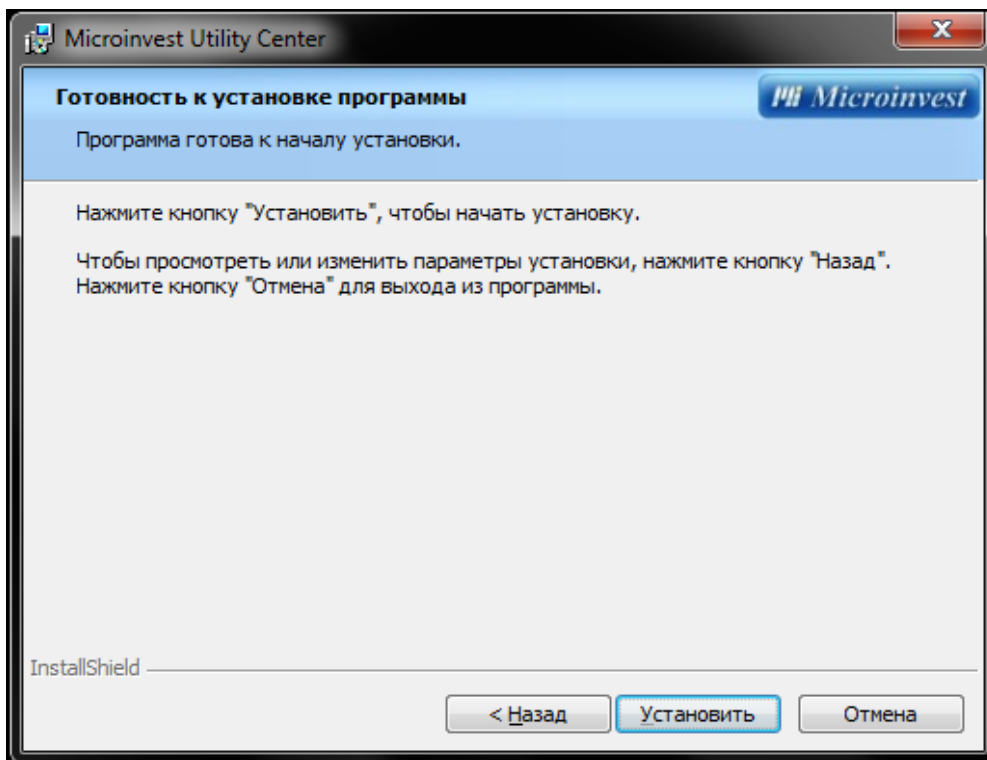 Microinvest Utility Center
Готовность к установке программы
Microinvest
Программа готова к началу установки.
Нажмите кнопку "Установить", чтобы начать установку.
Чтобы просмотреть или изменить параметры установки, нажмите кнопку "Назад".
Нажмите кнопку "Отмена" для выхода из программы.
InstallShield
< Назад
Установить
Отмена